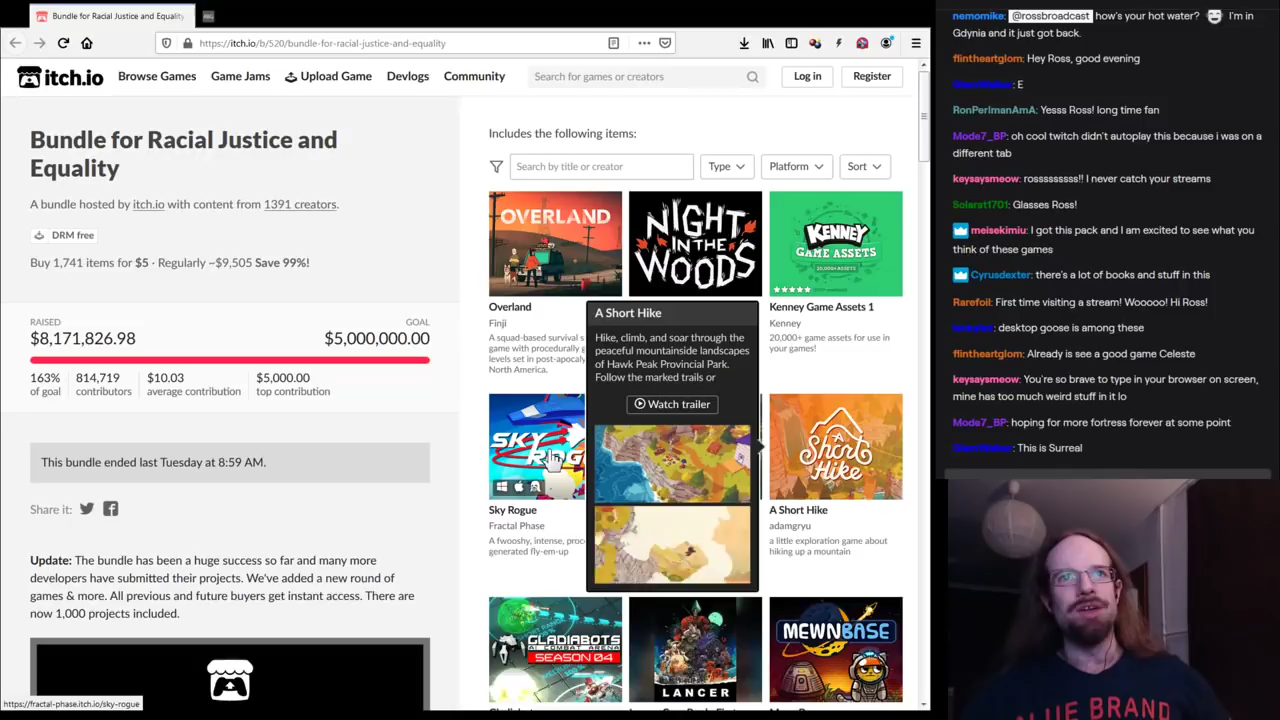 Bundle for Racial Justice and Equality
https://itch.io/b/520/bundle-for-racial-justice-and-equality
itch.io
Browse Games
Game Jams
Upload Game
Devlogs
Community
Search for games or creators
Log in
Register
Bundle for Racial Justice and
Equality
A bundle hosted by itch.io with content from 1391 creators.
DRM free
Buy 1,741 items for $5 · Regularly ~$9,505 Save 99%!
RAISED
GOAL
$8,171,826.98
$5,000,000.00
163%
of goal
814,719
contributors
$10.03
average contribution
$5,000.00
top contribution
This bundle ended last Tuesday at 8:59 AM.
Share it:
Update: The bundle has been a huge success so far and many more
developers have submitted their projects. We've added a new round of
games & more. All previous and future buyers get instant access. There are
now 1,000 projects included.
https://fractal-phase.itch.io/sky-rogue
Includes the following items:
Search by title or creator
Type
Platform
Sort
OVERLAND
NIGHT
IN THE
WOODS
KENNEY
GAME ASSETS
20,000+ ASSETS
Overland
Finji
A squad-based survival s
game with procedurally g
levels set in post-apocaly
North America.
Kenney Game Assets 1
Kenney
20,000+ game assets for use in
your games!
A Short Hike
Hike, climb, and soar through the
peaceful mountainside landscapes
of Hawk Peak Provincial Park.
Follow the marked trails or
Watch trailer
SKY
ROG
A
Short
Hike
Sky Rogue
Fractal Phase
A fwooshy, intense, proc
generated fly-em-up
A Short Hike
adamgryu
a little exploration game about
hiking up a mountain
GLADIABOTS
AI COMBAT ARENA
SEASON 04
LANCER
MEWNBASE
nemomike: @rossbroadcast how's your hot water? I'm in
Gdynia and it just got back.
flintheartglom: Hey Ross, good evening
: E
RonPerlmanAmA: Yesss Ross! long time fan
Mode7_BP: oh cool twitch didn't autoplay this because i was on a
different tab
keysaysmeow: rosssssssss!! I never catch your streams
Solarat1701: Glasses Ross!
meisekimiu: I got this pack and I am excited to see what you
think of these games
Cyrusdexter: there's a lot of books and stuff in this
Rarefoil: First time visiting a stream! Wooooo! Hi Ross!
: desktop goose is among these
flintheartglom: Already is see a good game Celeste
keysaysmeow: You're so brave to type in your browser on screen,
mine has too much weird stuff in it lo
Mode7_BP: hoping for more fortress forever at some point
: This is Surreal
BLUE BRAND